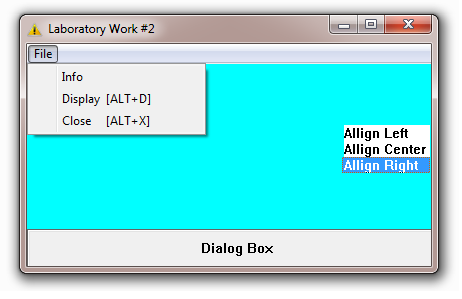 Laboratory Work #2
File
Info
Display [ALT+D]
Close [ALT+X]
Allign Left
Allign Center
Allign Right
Dialog Box